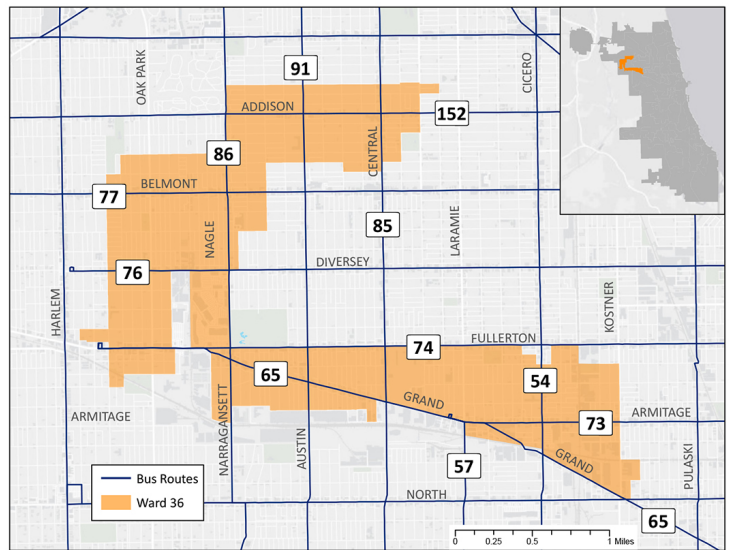 OAK PARK
91
CICERO
ADDISON
152
86
CENTRAL
77
BELMONT
85
NAGLE
LARAMIE
76
DIVERSEY
HARLEM
KOSTNER
74
FULLERTON
65
54
GRAND
ARMITAGE
73
ARMITAGE
NARRAGANSETT
AUSTIN
57
GRAND
PULASKI
Bus Routes
Ward 36
NORTH
65
0 0.25 0.5 1 Miles